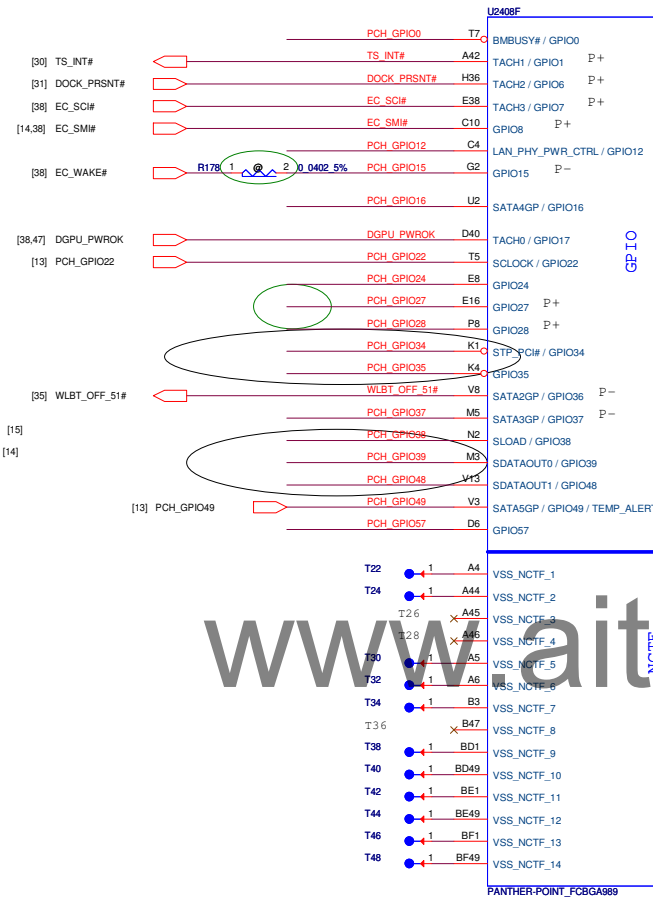 U2408F
PCH_GPIO0 T7 BMBUSY# / GPIO0
[30] TS_INT# TS_INT# A42 TACH1 / GPIO1 P+
[31] DOCK_PRSNT# DOCK_PRSNT# H36 TACH2 / GPIO6 P+
[38] EC_SCI# EC_SCI# E38 TACH3 / GPIO7 P+
[14,38] EC_SMI# EC_SMI# C10 GPIO8 P+
PCH_GPIO12 C4 LAN_PHY_PWR_CTRL / GPIO12
[38] EC_WAKE# R178 1 @ 2 0_0402_5% PCH_GPIO15 G2 GPIO15 P-
PCH_GPIO16 U2 SATA4GP / GPIO16
[38,47] DGPU_PWROK DGPU_PWROK D40 TACH0 / GPIO17
[13] PCH_GPIO22 PCH_GPIO22 T5 SCLOCK / GPIO22
GPIO
PCH_GPIO24 E8 GPIO24
PCH_GPIO27 E16 GPIO27 P+
PCH_GPIO28 P8 GPIO28 P+
PCH_GPIO34 K1 STP_PCI# / GPIO34
PCH_GPIO35 K4 GPIO35
[35] WLBT_OFF_51# WLBT_OFF_51# V8 SATA2GP / GPIO36 P-
PCH_GPIO37 M5 SATA3GP / GPIO37 P-
[15] PCH_GPIO38 N2 SLOAD / GPIO38
[14] PCH_GPIO39 M3 SDATAOUT0 / GPIO39
PCH_GPIO48 V13 SDATAOUT1 / GPIO48
[13] PCH_GPIO49 PCH_GPIO49 V3 SATA5GP / GPIO49 / TEMP_ALERT
PCH_GPIO57 D6 GPIO57
T22 1 A4 VSS_NCTF_1
T24 1 A44 VSS_NCTF_2
T26 A45 VSS_NCTF_3
T28 A46 VSS_NCTF_4
www.ait
NCTF
T30 1 A5 VSS_NCTF_5
T32 1 A6 VSS_NCTF_6
T34 1 B3 VSS_NCTF_7
T36 B47 VSS_NCTF_8
T38 1 BD1 VSS_NCTF_9
T40 1 BD49 VSS_NCTF_10
T42 1 BE1 VSS_NCTF_11
T44 1 BE49 VSS_NCTF_12
T46 1 BF1 VSS_NCTF_13
T48 1 BF49 VSS_NCTF_14
PANTHER-POINT_FCBGA989